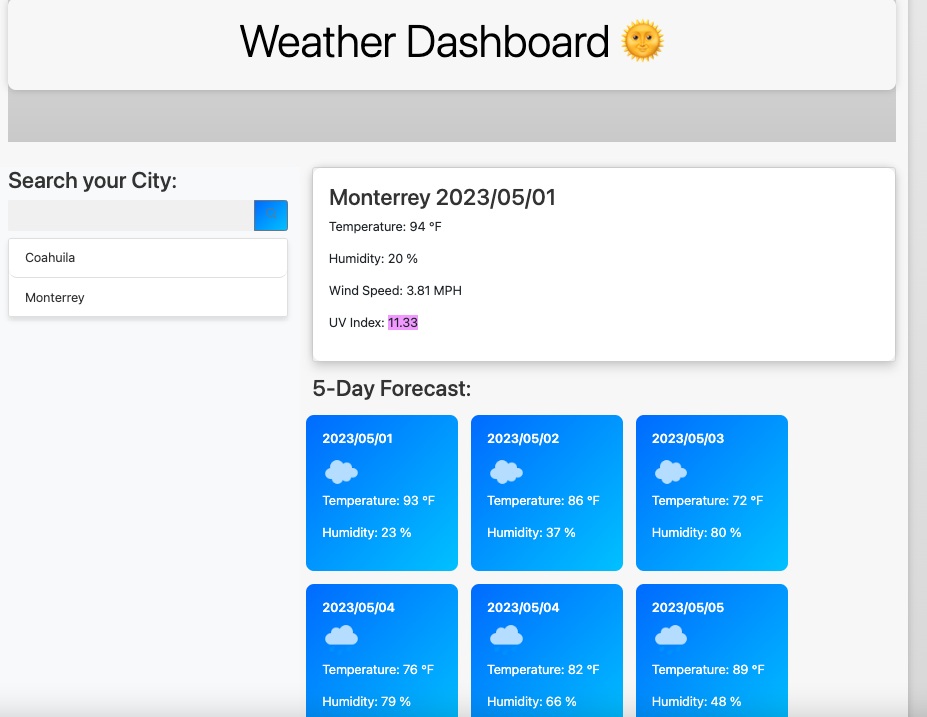 Weather Dashboard 🌞
Search your City:
Coahuila
Monterrey
Monterrey 2023/05/01
Temperature: 94 °F
Humidity: 20 %
Wind Speed: 3.81 MPH
UV Index: 11.33
5-Day Forecast:
2023/05/01
Temperature: 93 °F
Humidity: 23 %
2023/05/02
Temperature: 86 °F
Humidity: 37 %
2023/05/03
Temperature: 72 °F
Humidity: 80 %
2023/05/04
Temperature: 76 °F
Humidity: 79 %
2023/05/04
Temperature: 82 °F
Humidity: 66 %
2023/05/05
Temperature: 89 °F
Humidity: 48 %